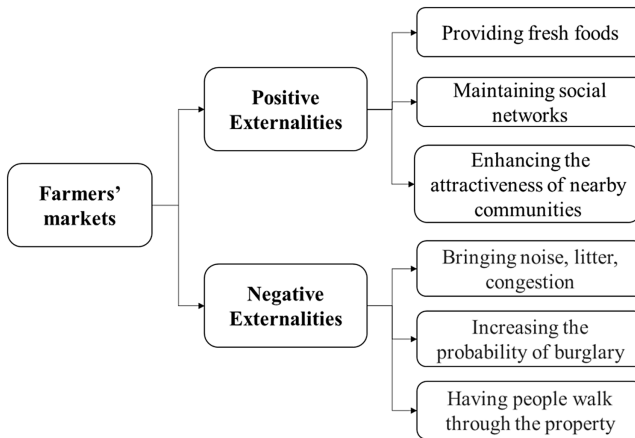 Farmers'
markets
Positive
Externalities
Providing fresh foods
Maintaining social
networks
Enhancing the
attractiveness of nearby
communities
Negative
Externalities
Bringing noise, litter,
congestion
Increasing the
probability of burglary
Having people walk
through the property